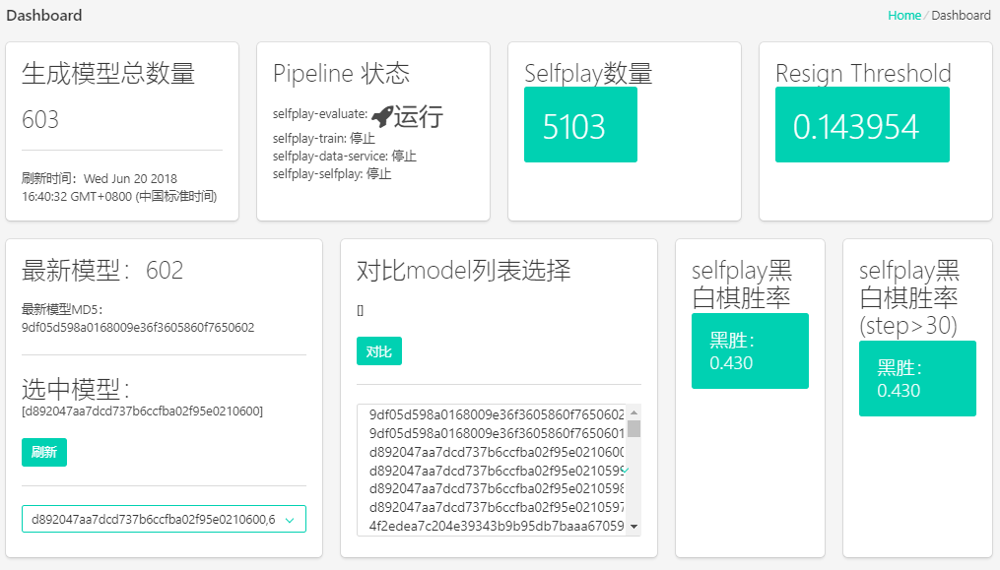 Dashboard
Home / Dashboard
生成模型总数量
603
刷新时间：Wed Jun 20 2018
16:40:32 GMT+0800 (中国标准时间)
Pipeline 状态
selfplay-evaluate: 运行
selfplay-train: 停止
selfplay-data-service: 停止
selfplay-selfplay: 停止
Selfplay数量
5103
Resign Threshold
0.143954
最新模型：602
最新模型MD5：
9df05d598a0168009e36f3605860f7650602
选中模型：
[d892047aa7dcd737b6ccfba02f95e0210600]
刷新
d892047aa7dcd737b6ccfba02f95e0210600,6
对比model列表选择
[]
对比
9df05d598a0168009e36f3605860f7650602
9df05d598a0168009e36f3605860f7650601
d892047aa7dcd737b6ccfba02f95e0210600
d892047aa7dcd737b6ccfba02f95e0210599
d892047aa7dcd737b6ccfba02f95e0210598
d892047aa7dcd737b6ccfba02f95e0210597
4f2edea7c204e39343b9b95db7baaa67059
selfplay黑
白棋胜率
黑胜：
0.430
selfplay黑
白棋胜率
(step>30)
黑胜：
0.430